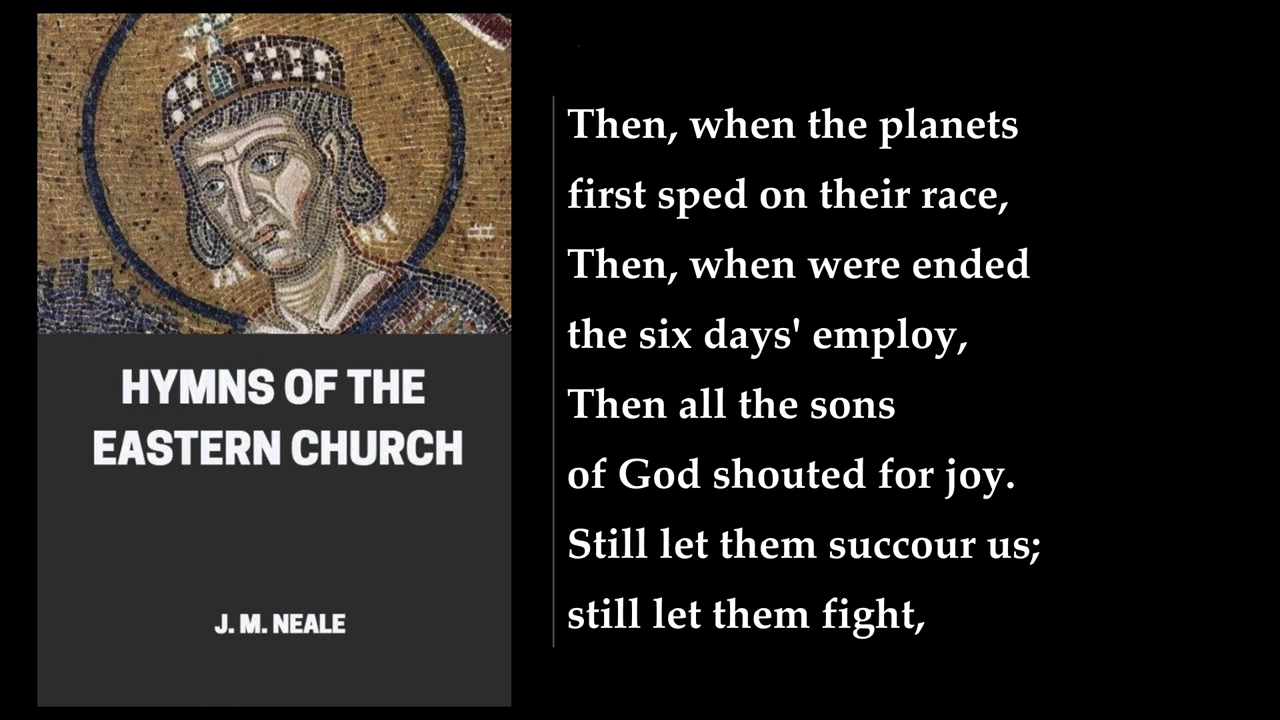 HYMNS OF THE
EASTERN CHURCH
J. M. NEALE
Then, when the planets
first sped on their race,
Then, when were ended
the six days' employ,
Then all the sons
of God shouted for joy.
Still let them succour us;
still let them fight,